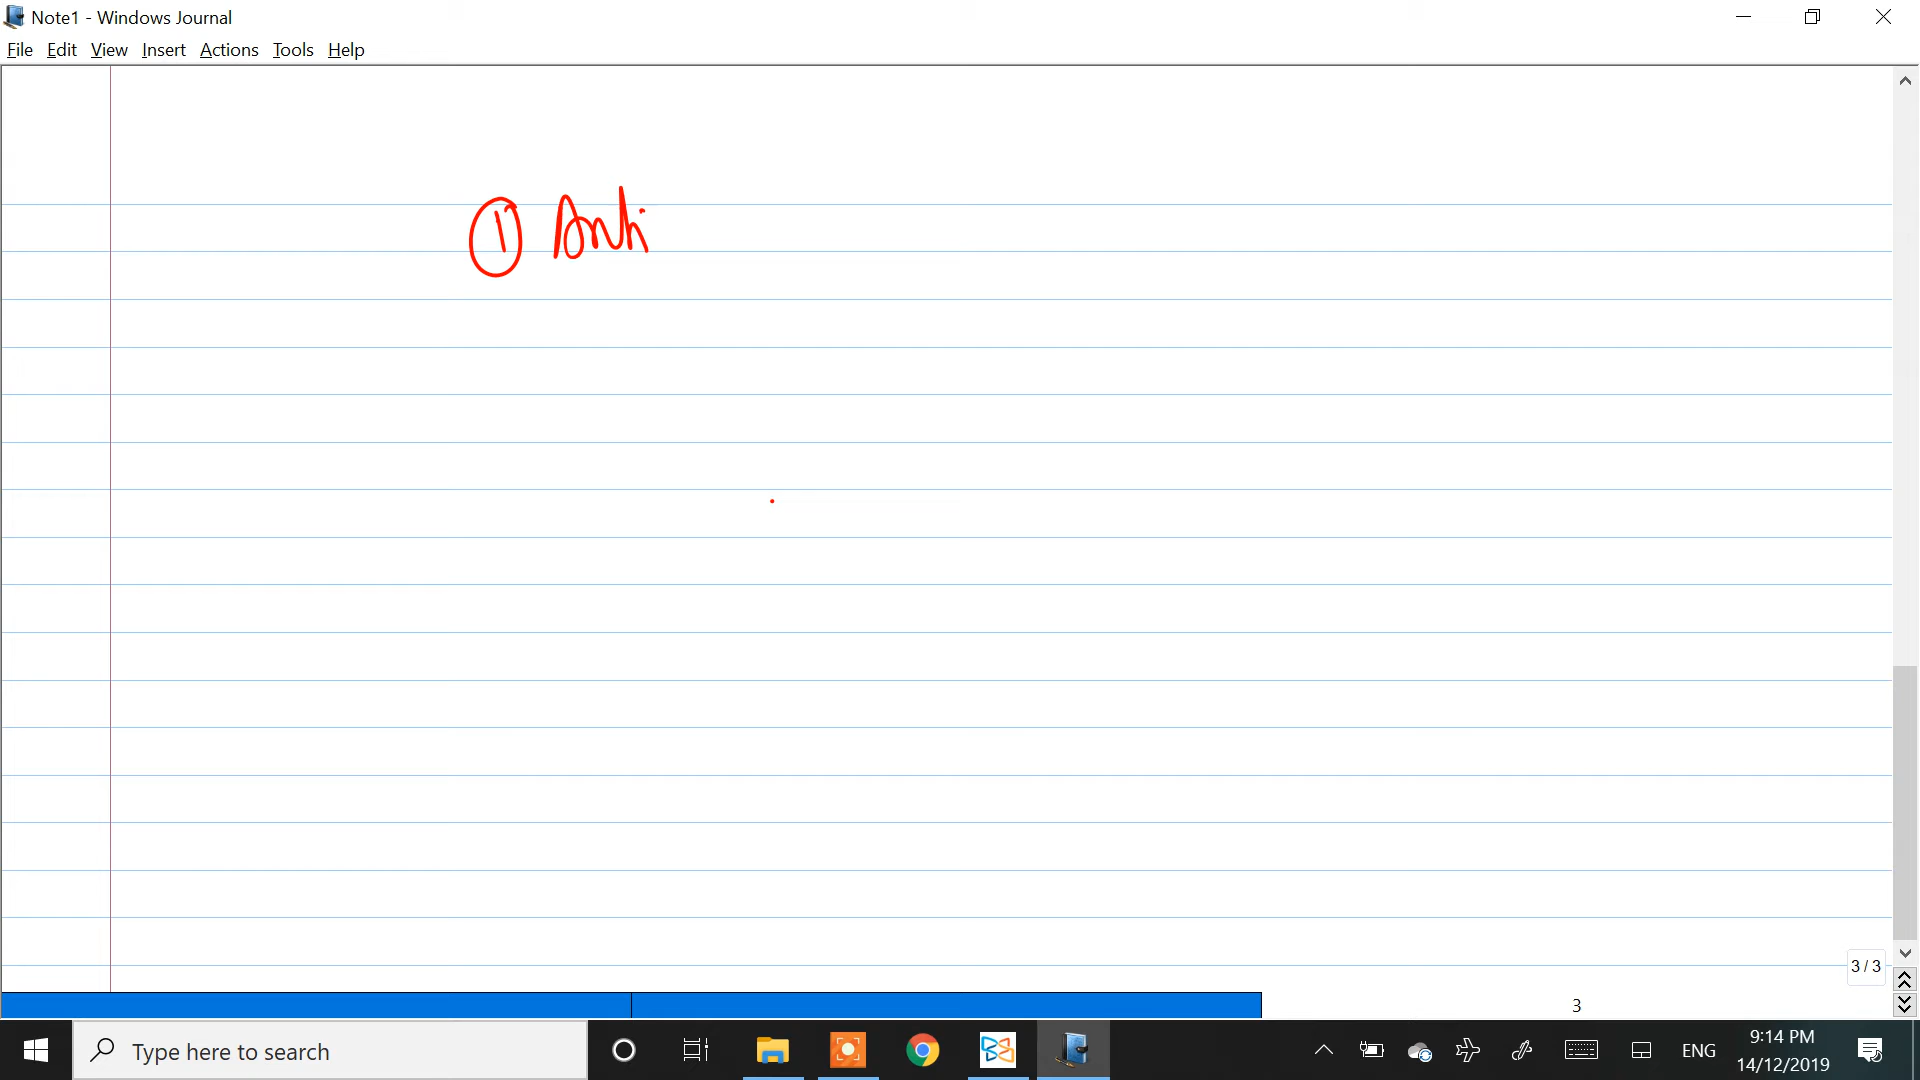 Note1 - Windows Journal
File Edit View Insert Actions Tools Help
① Anti
3 / 3
3
Type here to search
ENG
9:14 PM
14/12/2019